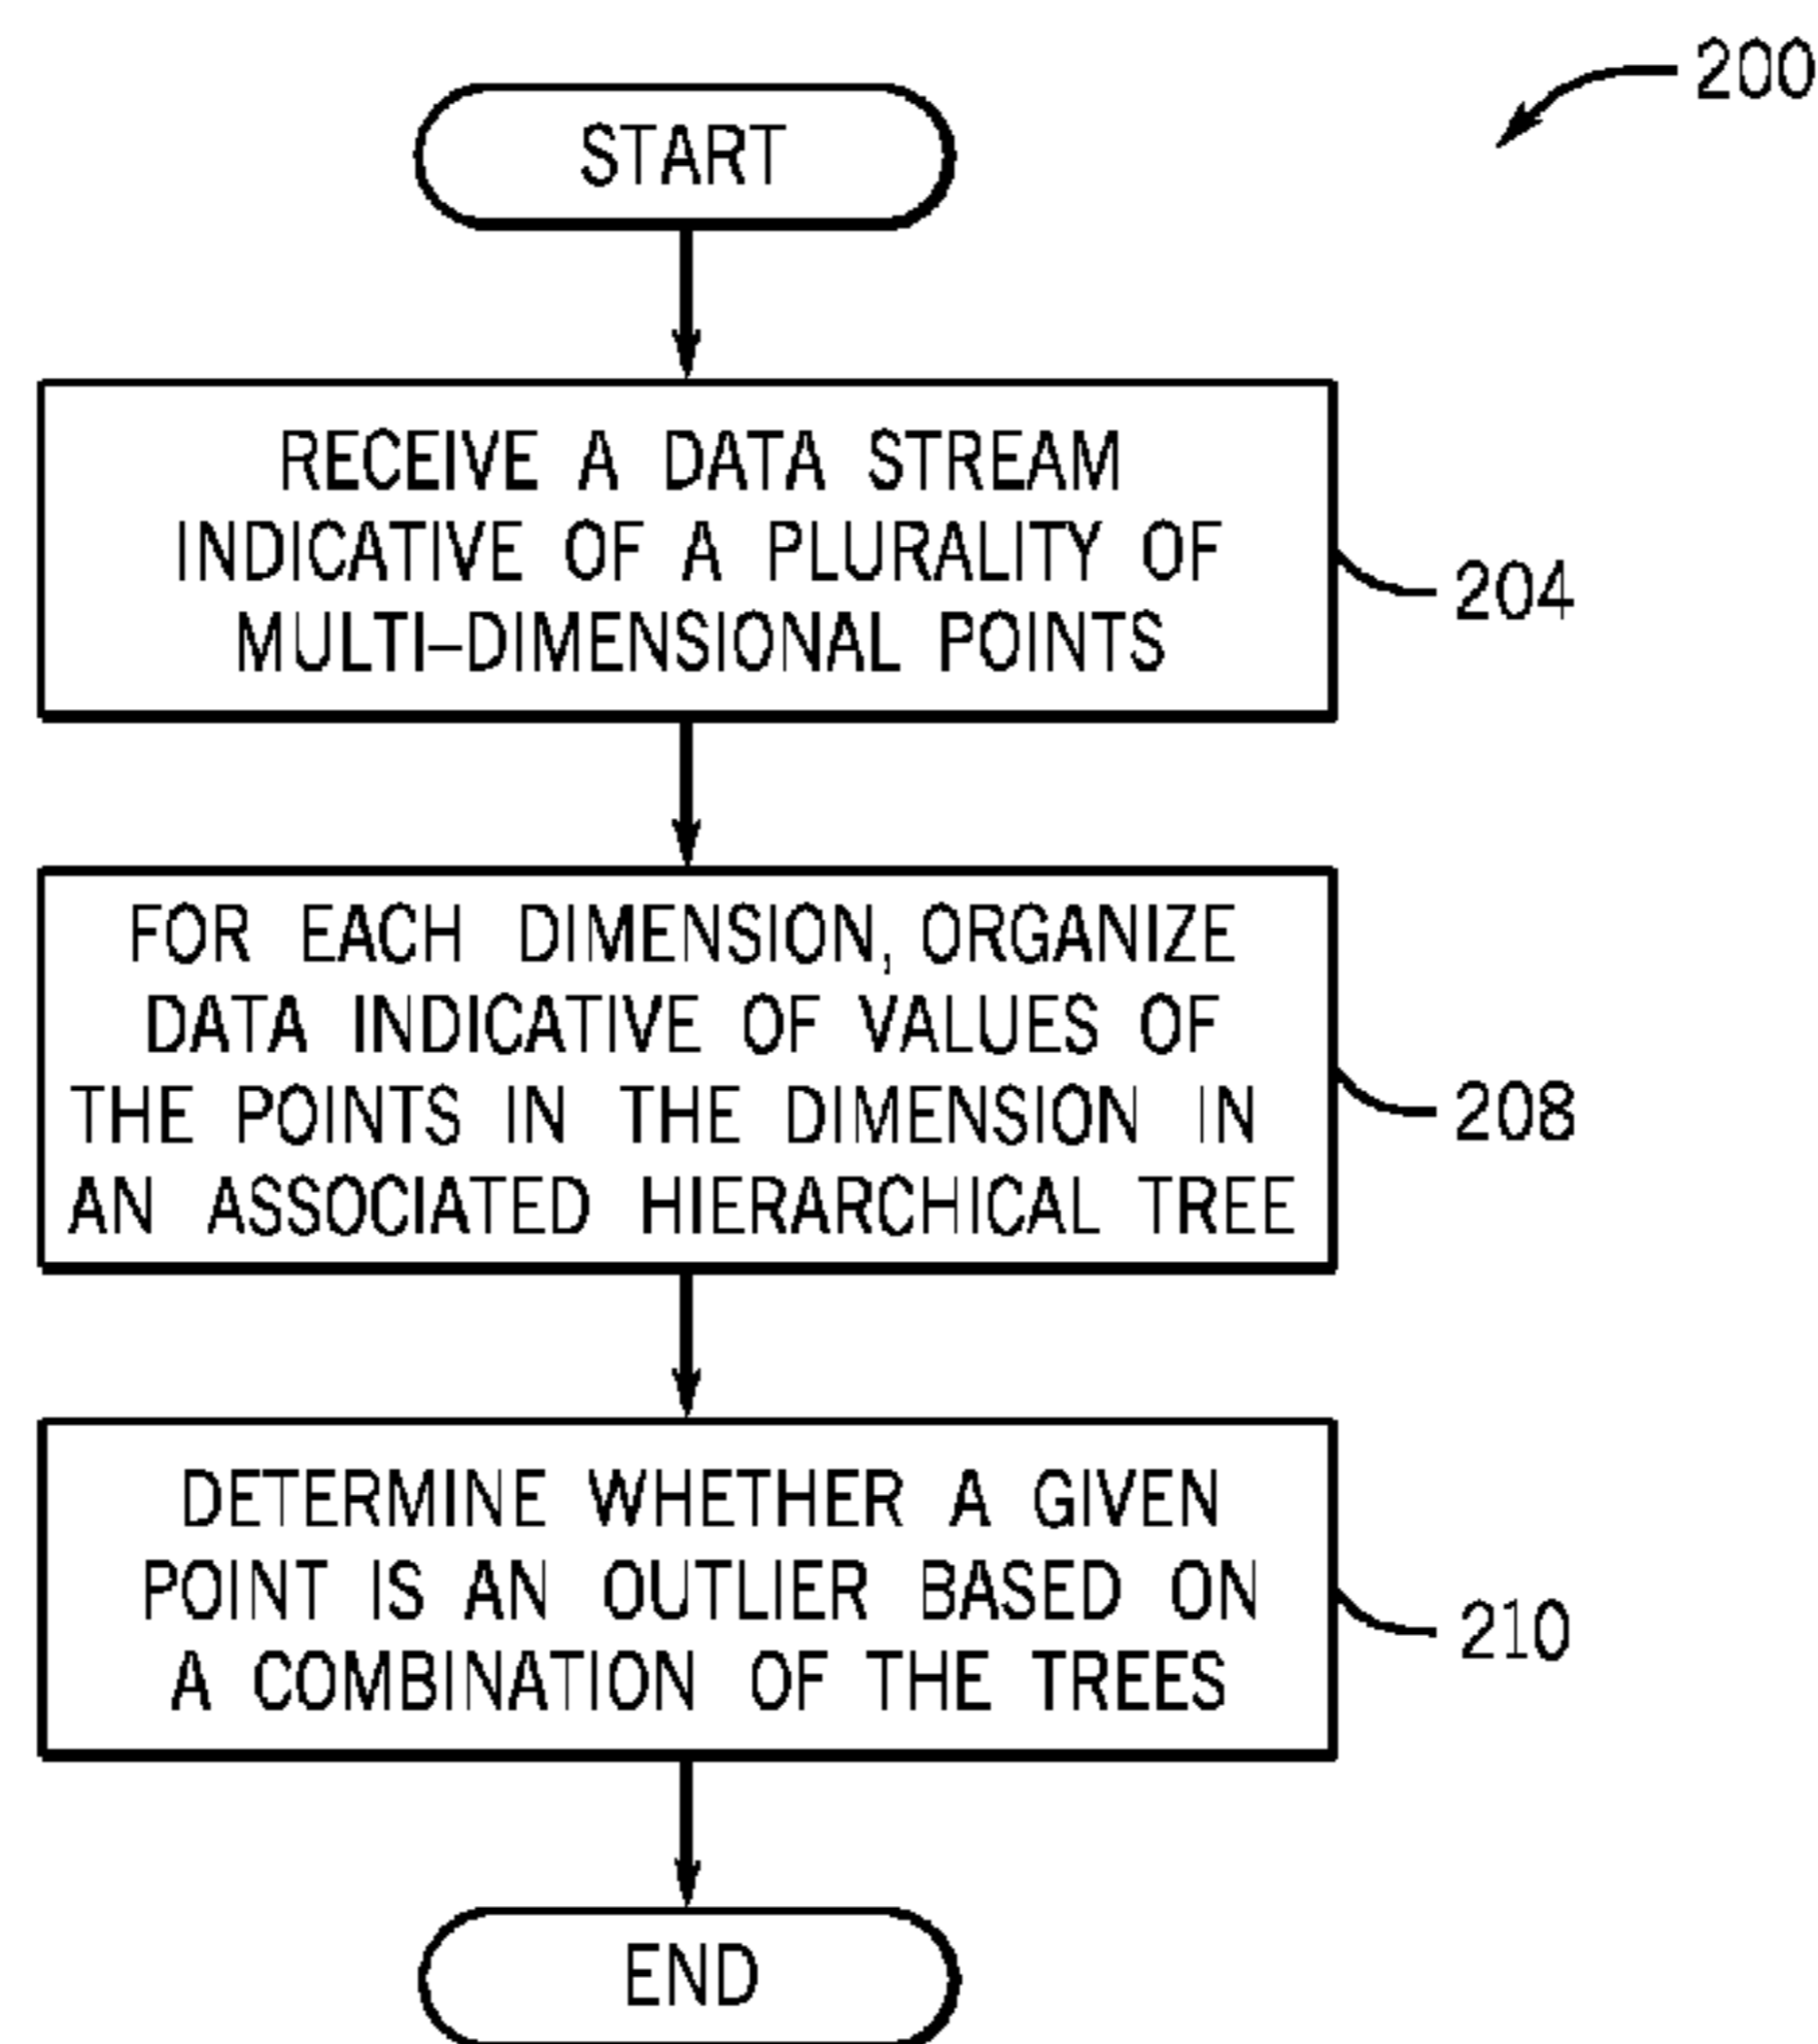 200
START
RECEIVE A DATA STREAM
INDICATIVE OF A PLURALITY OF
MULTI–DIMENSIONAL POINTS
204
FOR EACH DIMENSION, ORGANIZE
DATA INDICATIVE OF VALUES OF
THE POINTS IN THE DIMENSION IN
AN ASSOCIATED HIERARCHICAL TREE
208
DETERMINE WHETHER A GIVEN
POINT IS AN OUTLIER BASED ON
A COMBINATION OF THE TREES
210
END